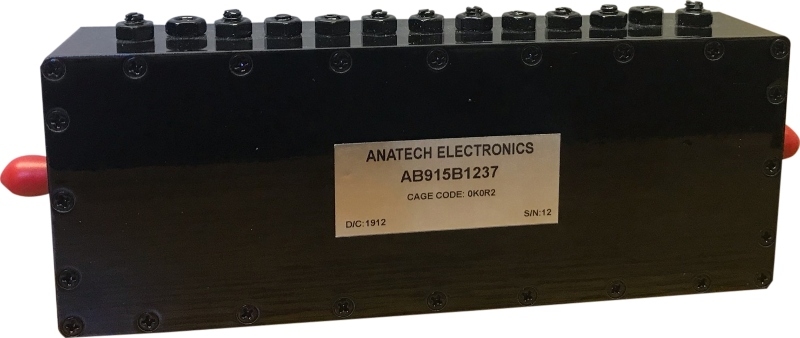 ANATECH ELECTRONICS
AB915B1237
CAGE CODE: 0K0R2
D/C:1912 S/N:12